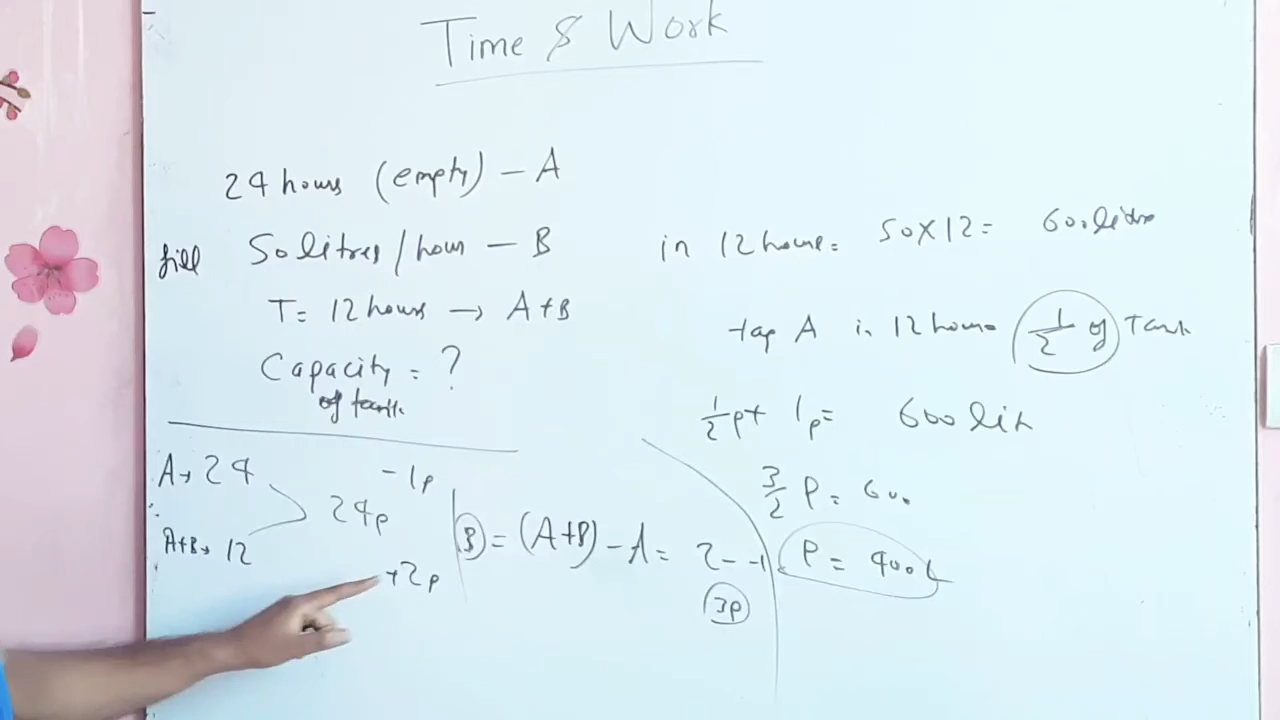 Time & Work
24 hours (empty) - A
fill 50 litres/hour - B
T = 12 hours → A+B
Capacity = ?
of tank
in 12 hours = 50X12 = 600 litres
tap A in 12 hours 1/2 of Tank
1/2 p + 1p = 600 lit
3/2 P = 600
P = 400 L
A → 24
-1p
24p
A+B → 12
+2p
B = (A+B) - A = 2 - -1
3p